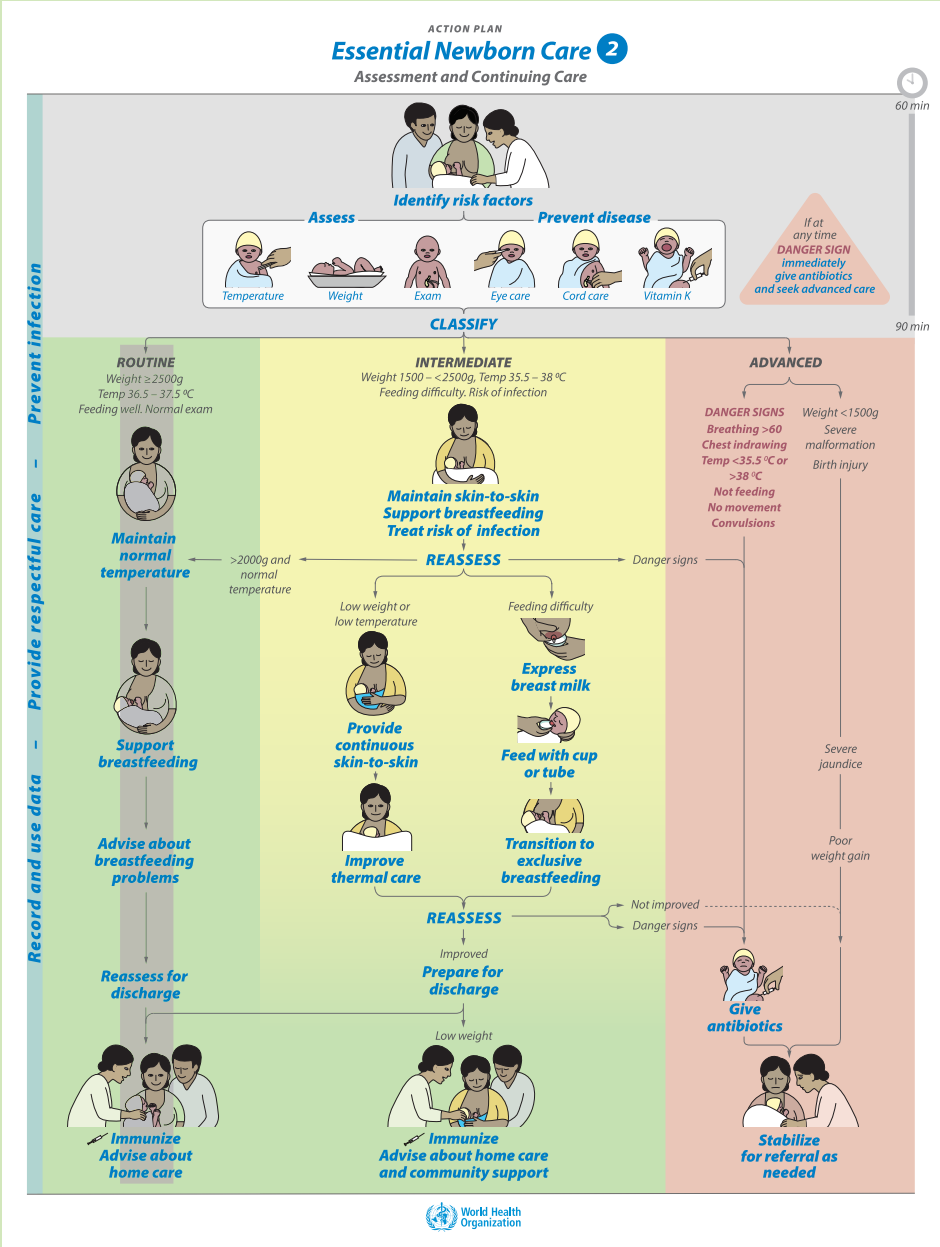 ACTION PLAN
Essential Newborn Care 2
Assessment and Continuing Care
60 min
Identify risk factors
Assess
Prevent disease
Temperature
Weight
Exam
Eye care
Cord care
Vitamin K
If at
any time
DANGER SIGN
immediately
give antibiotics
and seek advanced care
CLASSIFY
90 min
Record and use data – Provide respectful care – Prevent infection
ROUTINE
Weight ≥2500g
Temp 36.5 – 37.5 ºC
Feeding well. Normal exam
Maintain
normal
temperature
Support
breastfeeding
Advise about
breastfeeding
problems
Reassess for
discharge
Immunize
Advise about
home care
INTERMEDIATE
Weight 1500 – <2500g, Temp 35.5 – 38 ºC
Feeding difficulty. Risk of infection
Maintain skin-to-skin
Support breastfeeding
Treat risk of infection
REASSESS
>2000g and
normal
temperature
Danger signs
Low weight or
low temperature
Provide
continuous
skin-to-skin
Improve
thermal care
Feeding difficulty
Express
breast milk
Feed with cup
or tube
Transition to
exclusive
breastfeeding
REASSESS
Not improved
Danger signs
Improved
Prepare for
discharge
Low weight
Immunize
Advise about home care
and community support
ADVANCED
DANGER SIGNS
Breathing >60
Chest indrawing
Temp <35.5 ºC or
>38 ºC
Not feeding
No movement
Convulsions
Weight <1500g
Severe
malformation
Birth injury
Severe
jaundice
Poor
weight gain
Give
antibiotics
Stabilize
for referral as
needed
World Health
Organization